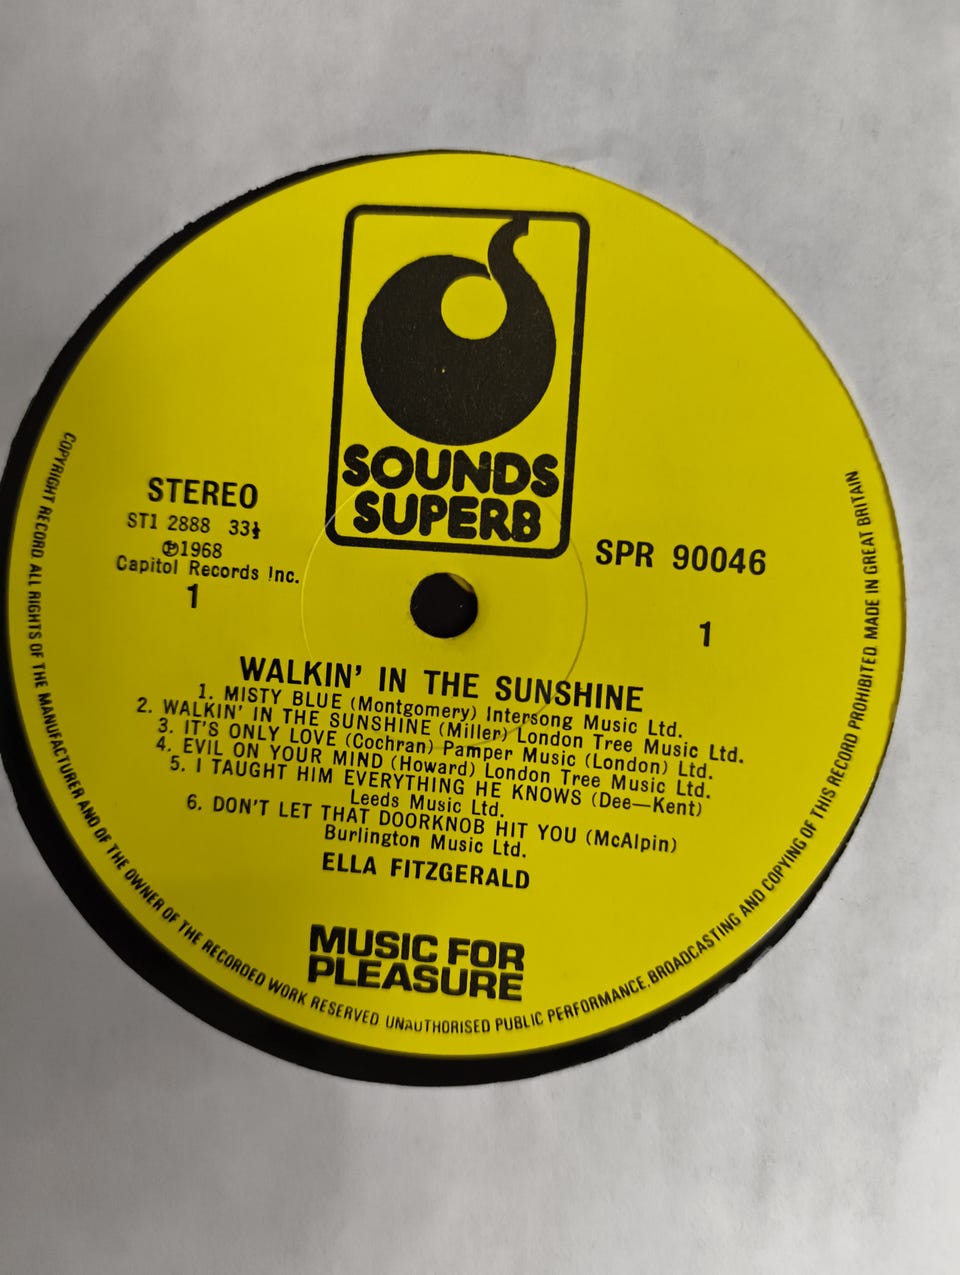 SOUNDS
SUPERB
STEREO
ST1 2888 33⅓
℗1968
Capitol Records Inc.
1
SPR 90046
1
WALKIN' IN THE SUNSHINE
1. MISTY BLUE (Montgomery) Intersong Music Ltd.
2. WALKIN' IN THE SUNSHINE (Miller) London Tree Music Ltd.
3. IT'S ONLY LOVE (Cochran) Pamper Music (London) Ltd.
4. EVIL ON YOUR MIND (Howard) London Tree Music Ltd.
5. I TAUGHT HIM EVERYTHING HE KNOWS (Dee—Kent)
Leeds Music Ltd.
6. DON'T LET THAT DOORKNOB HIT YOU (McAlpin)
Burlington Music Ltd.
ELLA FITZGERALD
MUSIC FOR
PLEASURE
COPYRIGHT RECORD ALL RIGHTS OF THE MANUFACTURER AND OF THE OWNER OF THE RECORDED WORK RESERVED UNAUTHORISED PUBLIC PERFORMANCE. BROADCASTING AND COPYING OF THIS RECORD PROHIBITED MADE IN GREAT BRITAIN